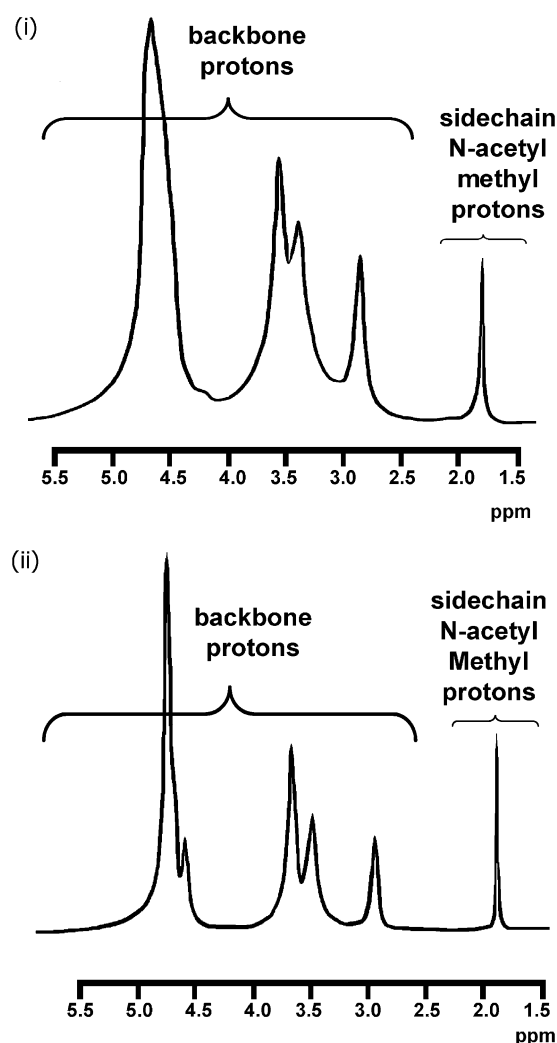 (i)
backbone
protons
sidechain
N-acetyl
methyl
protons
5.5 5.0 4.5 4.0 3.5 3.0 2.5 2.0 1.5
ppm
(ii)
backbone
protons
sidechain
N-acetyl
Methyl
protons
5.5 5.0 4.5 4.0 3.5 3.0 2.5 2.0 1.5
ppm